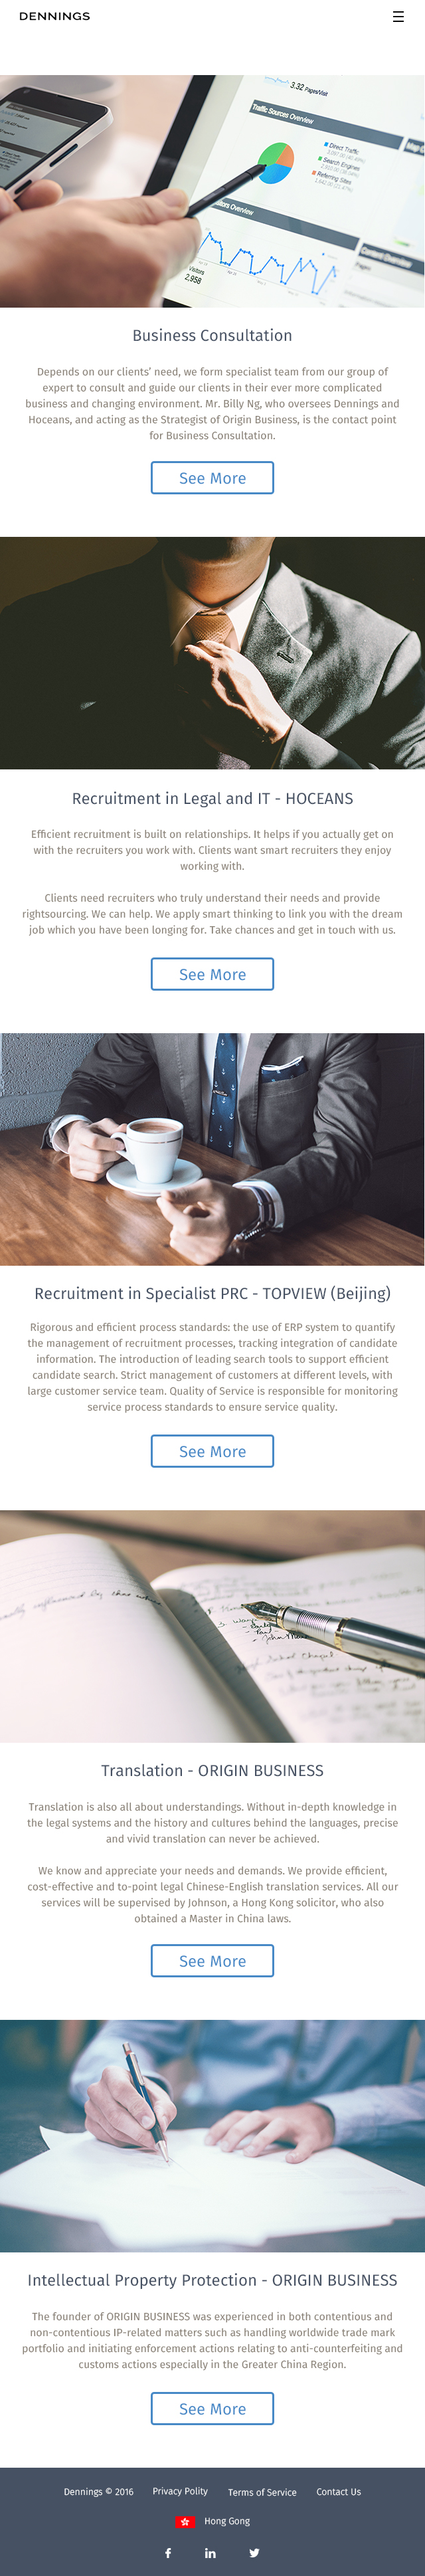 DENNINGS
3.32 Pages/Visit
Traffic Sources Overview
Direct Traffic
Search Engines
Referring Sites
Visitors
2,958
Business Consultation
Depends on our clients’ need, we form specialist team from our group of
expert to consult and guide our clients in their ever more complicated
business and changing environment. Mr. Billy Ng, who oversees Dennings and
Hoceans, and acting as the Strategist of Origin Business, is the contact point
for Business Consultation.
See More
Recruitment in Legal and IT - HOCEANS
Efficient recruitment is built on relationships. It helps if you actually get on
with the recruiters you work with. Clients want smart recruiters they enjoy
working with.
Clients need recruiters who truly understand their needs and provide
rightsourcing. We can help. We apply smart thinking to link you with the dream
job which you have been longing for. Take chances and get in touch with us.
See More
Recruitment in Specialist PRC - TOPVIEW (Beijing)
Rigorous and efficient process standards: the use of ERP system to quantify
the management of recruitment processes, tracking integration of candidate
information. The introduction of leading search tools to support efficient
candidate search. Strict management of customers at different levels, with
large customer service team. Quality of Service is responsible for monitoring
service process standards to ensure service quality.
See More
Translation - ORIGIN BUSINESS
Translation is also all about understandings. Without in-depth knowledge in
the legal systems and the history and cultures behind the languages, precise
and vivid translation can never be achieved.
We know and appreciate your needs and demands. We provide efficient,
cost-effective and to-point legal Chinese-English translation services. All our
services will be supervised by Johnson, a Hong Kong solicitor, who also
obtained a Master in China laws.
See More
Intellectual Property Protection - ORIGIN BUSINESS
The founder of ORIGIN BUSINESS was experienced in both contentious and
non-contentious IP-related matters such as handling worldwide trade mark
portfolio and initiating enforcement actions relating to anti-counterfeiting and
customs actions especially in the Greater China Region.
See More
Dennings © 2016 Privacy Polity Terms of Service Contact Us
Hong Gong